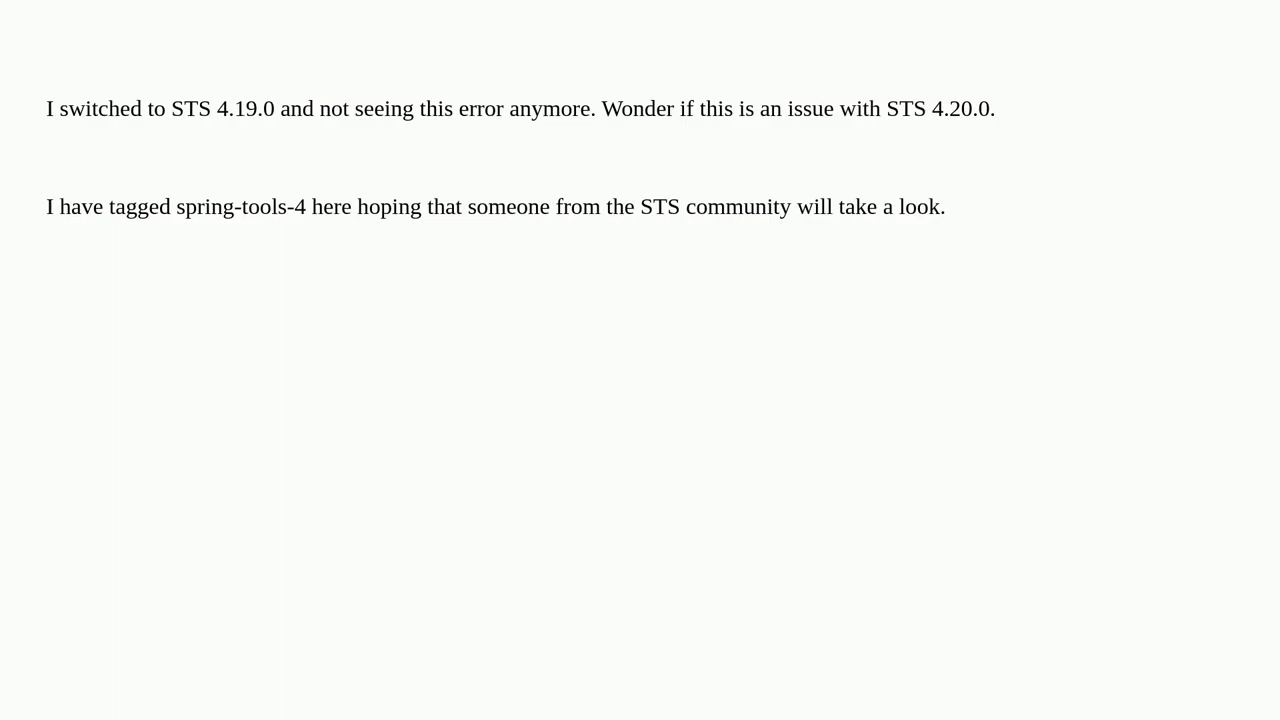 I switched to STS 4.19.0 and not seeing this error anymore. Wonder if this is an issue with STS 4.20.0.
I have tagged spring-tools-4 here hoping that someone from the STS community will take a look.